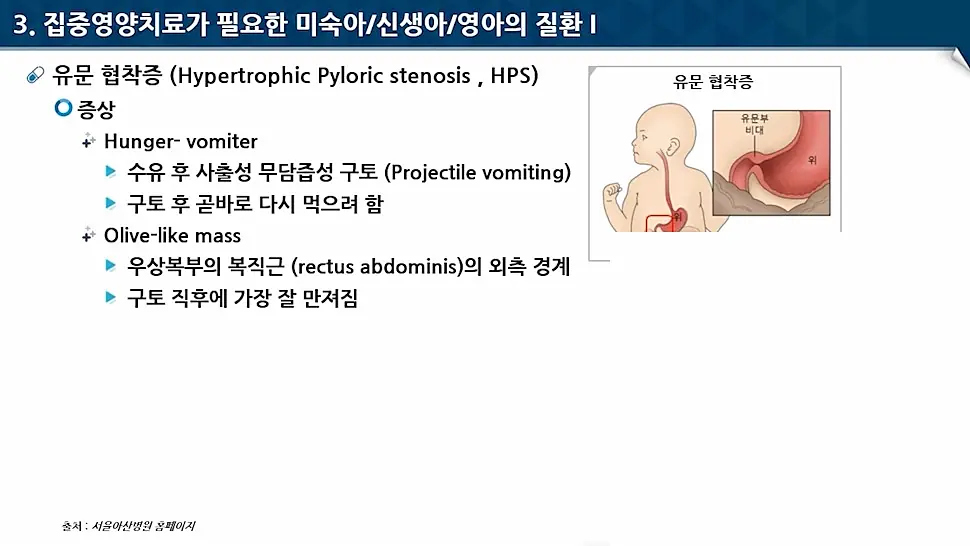 3. 집중영양치료가 필요한 미숙아/신생아/영아의 질환 I
유문 협착증 (Hypertrophic Pyloric stenosis , HPS)
증상
Hunger- vomiter
수유 후 사출성 무담즙성 구토 (Projectile vomiting)
구토 후 곧바로 다시 먹으려 함
Olive-like mass
우상복부의 복직근 (rectus abdominis)의 외측 경계
구토 직후에 가장 잘 만져짐
유문 협착증
유문부
비대
위
위
출처 : 서울아산병원 홈페이지